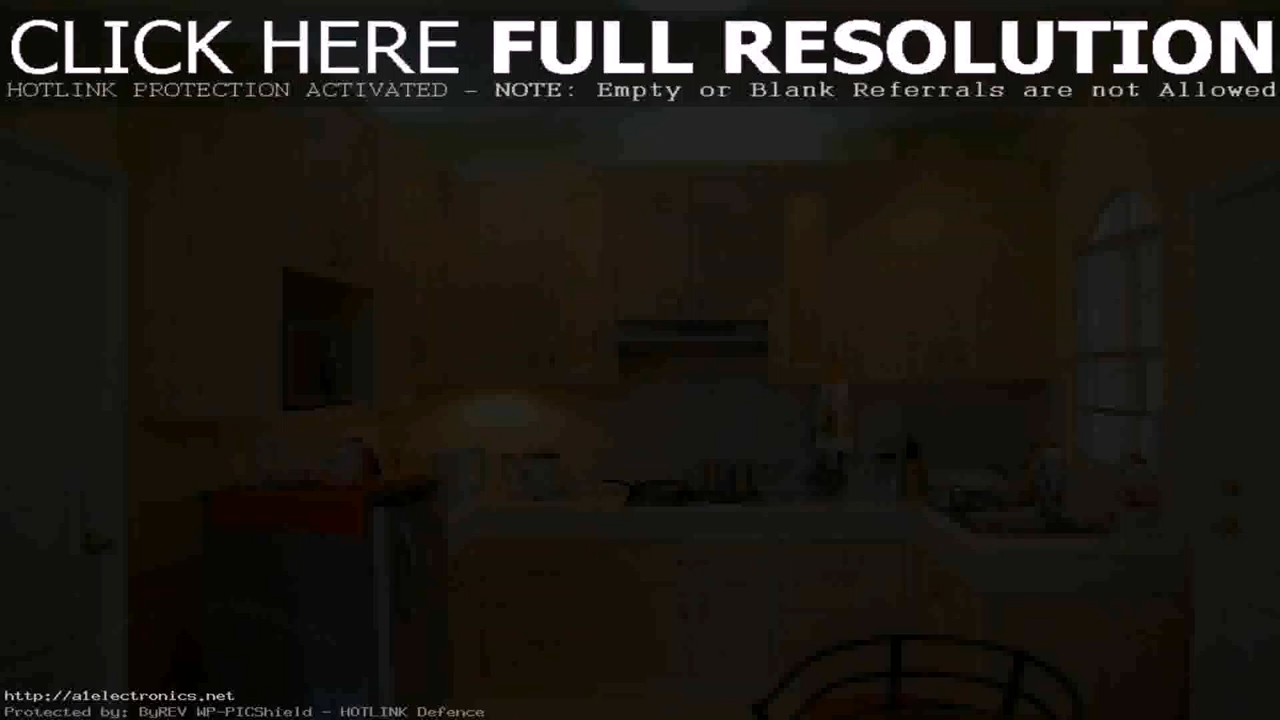 CLICK HERE FULL RESOLUTION
HOTLINK PROTECTION ACTIVATED - NOTE: Empty or Blank Referrals are not Allowed
http://a1electronics.net
Protected by: ByREV WP-PICShield - HOTLINK Defence